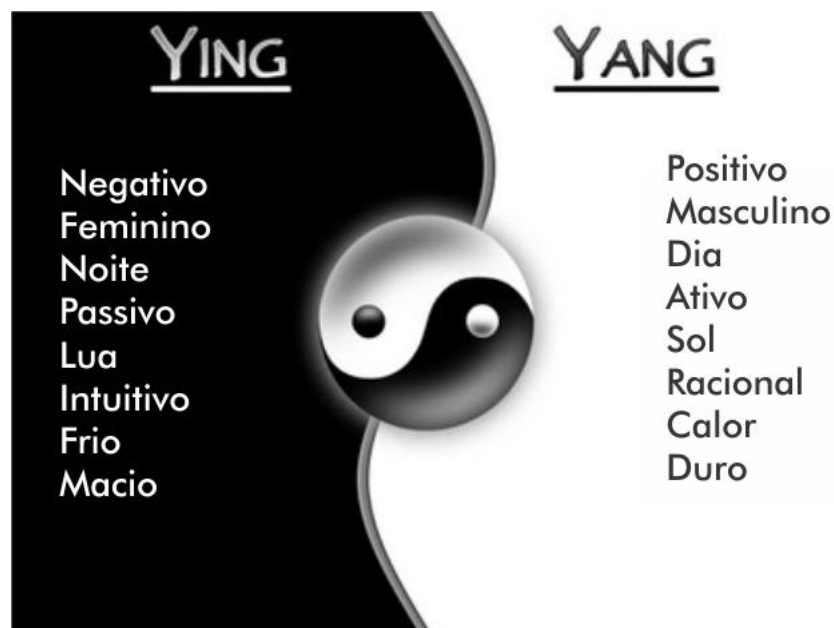 YING
Negativo
Feminino
Noite
Passivo
Lua
Intuitivo
Frio
Macio
YANG
Positivo
Masculino
Dia
Ativo
Sol
Racional
Calor
Duro